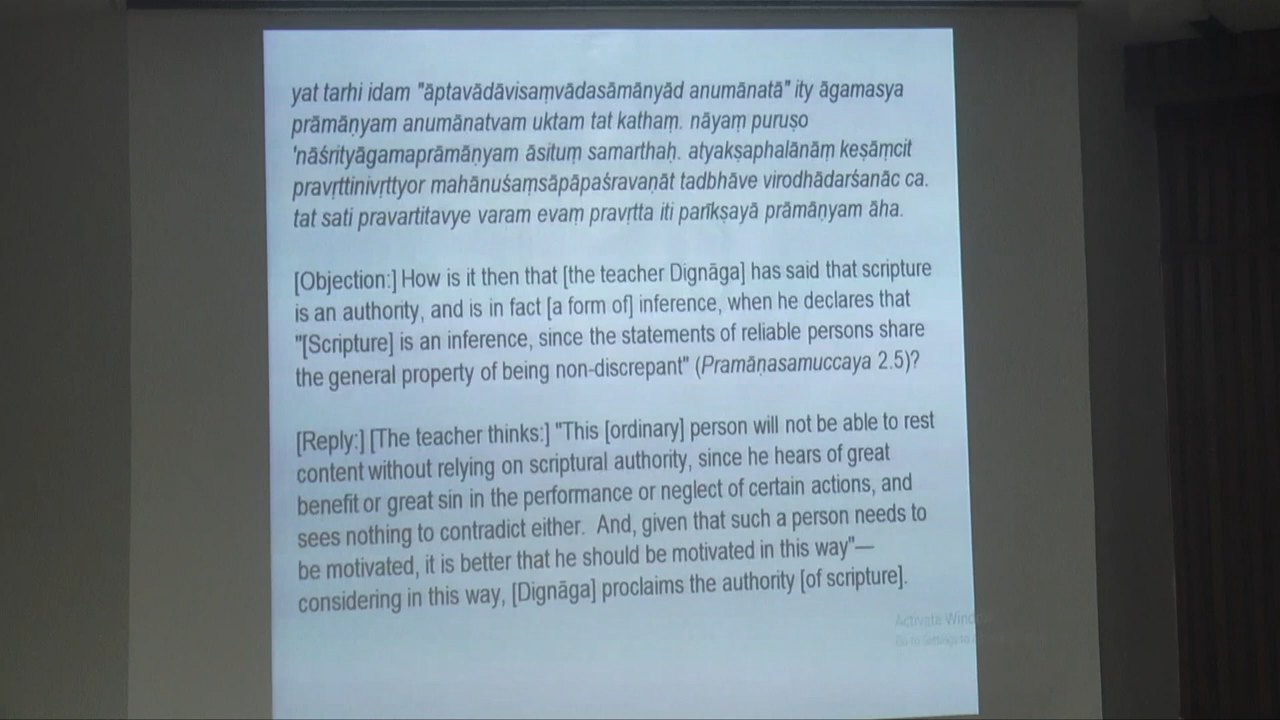 yat tarhi idam "āptavādāvisaṃvādasāmānyād anumānatā" ity āgamasya
prāmāṇyam anumānatvam uktam tat kathaṃ. nāyaṃ puruṣo
'nāśrityāgamaprāmāṇyam āsituṃ samarthaḥ. atyakṣaphalānāṃ keṣāṃcit
pravṛttinivṛttyor mahānuśaṃsāpāpaśravaṇāt tadbhāve virodhādarśanāc ca.
tat sati pravartitavye varam evaṃ pravṛtta iti parīkṣayā prāmāṇyam āha.
[Objection:] How is it then that [the teacher Dignāga] has said that scripture
is an authority, and is in fact [a form of] inference, when he declares that
"[Scripture] is an inference, since the statements of reliable persons share
the general property of being non-discrepant" (Pramāṇasamuccaya 2.5)?
[Reply:] [The teacher thinks:] "This [ordinary] person will not be able to rest
content without relying on scriptural authority, since he hears of great
benefit or great sin in the performance or neglect of certain actions, and
sees nothing to contradict either. And, given that such a person needs to
be motivated, it is better that he should be motivated in this way"—
considering in this way, [Dignāga] proclaims the authority [of scripture].
Activate Wind
Go to Settings to